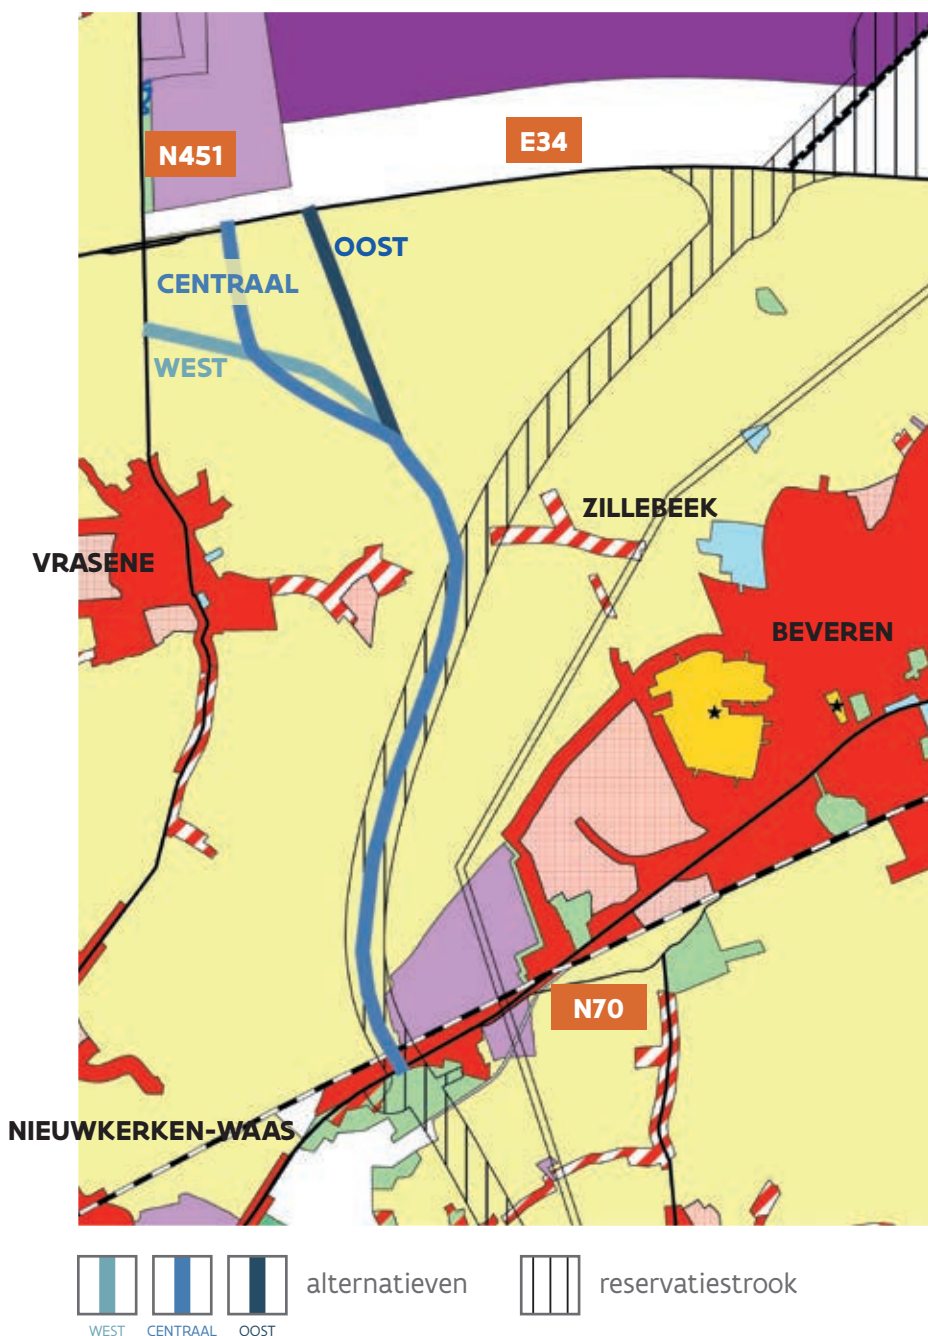 N451
E34
OOST
CENTRAAL
WEST
ZILLEBEEK
VRASENE
BEVEREN
N70
NIEUWKERKEN-WAAS
alternatieven
reservatiestrook
WEST CENTRAAL OOST